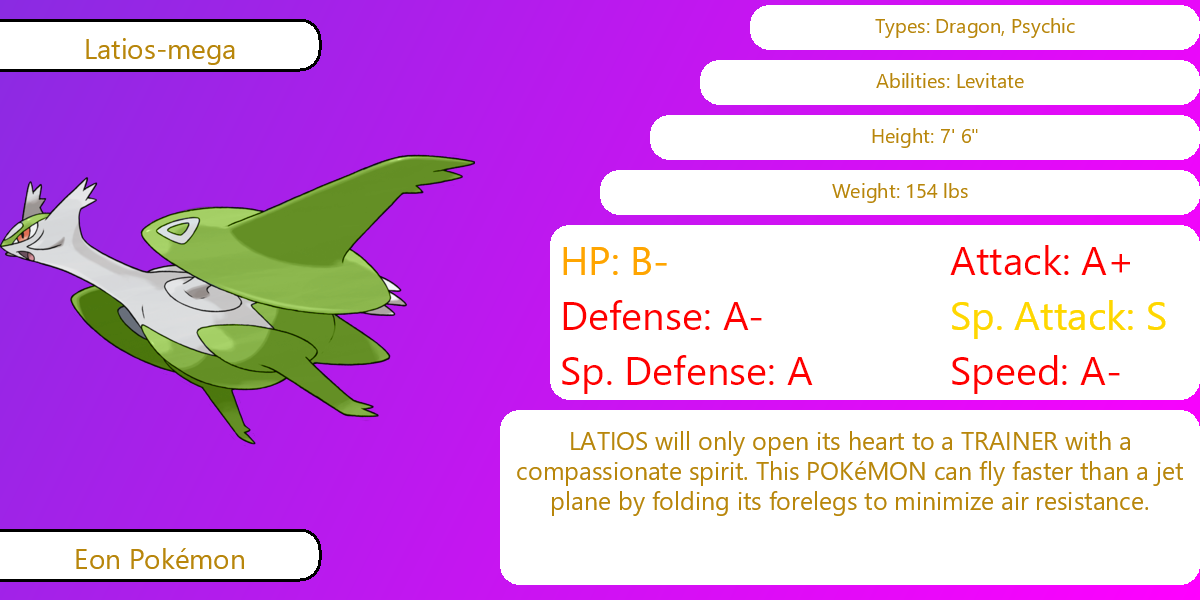 Latios-mega
Types: Dragon, Psychic
Abilities: Levitate
Height: 7' 6"
Weight: 154 lbs
HP: B-
Attack: A+
Defense: A-
Sp. Attack: S
Sp. Defense: A
Speed: A-
LATIOS will only open its heart to a TRAINER with a
compassionate spirit. This POKéMON can fly faster than a jet
plane by folding its forelegs to minimize air resistance.
Eon Pokémon